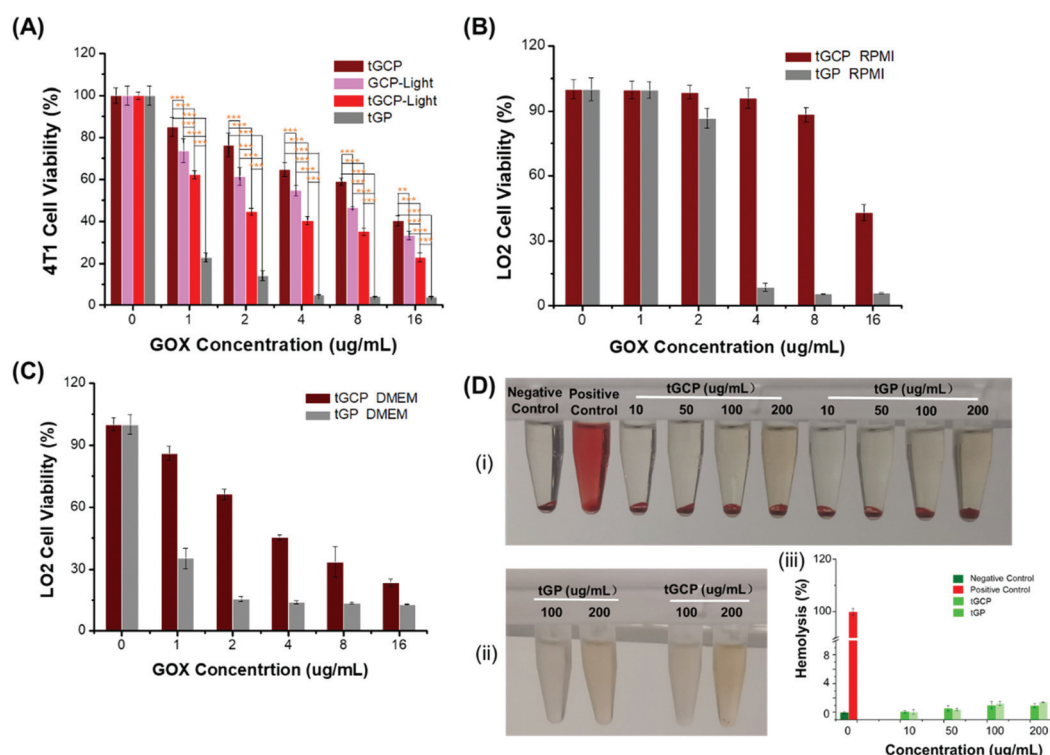 (A)
120
100
80
60
40
20
0
4T1 Cell Viability (%)
tGCP
GCP-Light
tGCP-Light
tGP
0 1 2 4 8 16
GOX Concentration (ug/mL)
(B)
120
90
60
30
0
LO2 Cell Viability (%)
tGCP RPMI
tGP RPMI
0 1 2 4 8 16
GOX Concentration (ug/mL)
(C)
120
90
60
30
0
LO2 Cell Viability (%)
tGCP DMEM
tGP DMEM
0 1 2 4 8 16
GOX Concentrtion (ug/mL)
(D)
Negative Control
Positive Control
tGCP (ug/mL)
10 50 100 200
tGP (ug/mL)
10 50 100 200
(i)
tGP (ug/mL)
100 200
tGCP(ug/mL)
100 200
(ii)
(iii)
120
100
8
4
0
Hemolysis (%)
Negative Control
Positive Control
tGCP
tGP
0 10 50 100 200
Concentration (ug/mL)